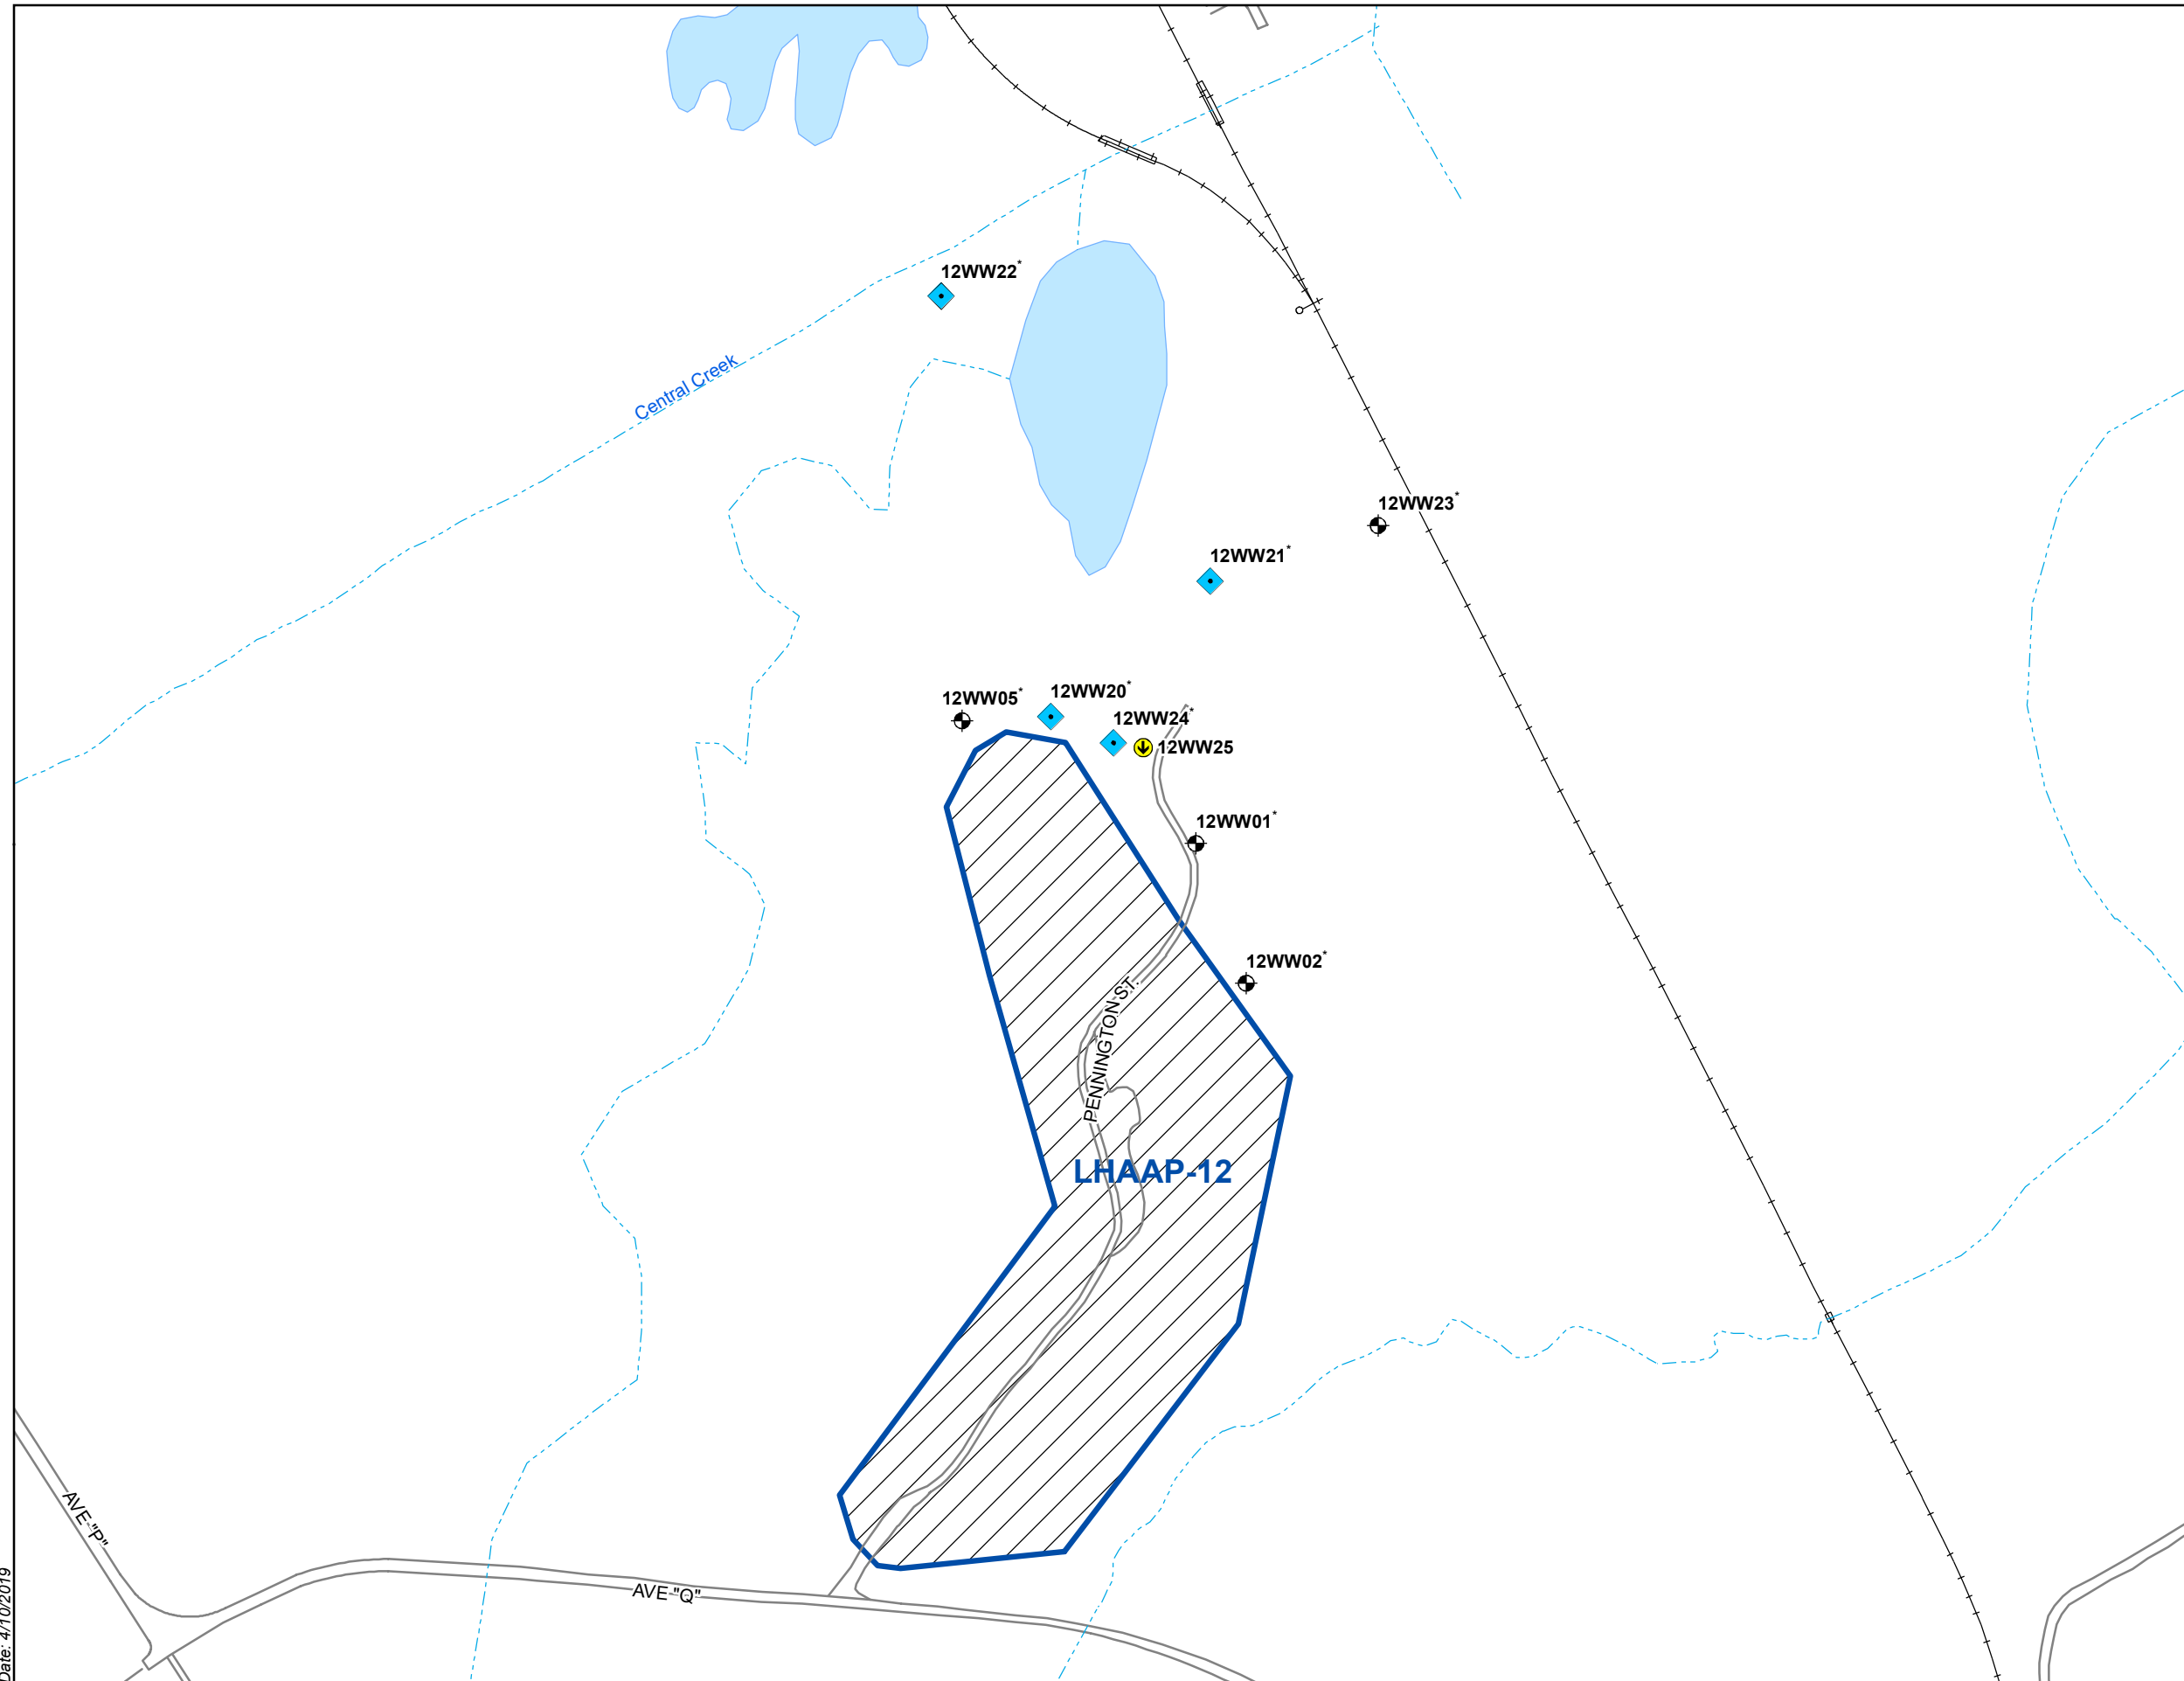 12WW22*
Central Creek
12WW23*
12WW21*
12WW05*
12WW20*
12WW24*
12WW25
12WW01*
12WW02*
PENNINGTON ST.
LHAAP-12
AVE "P"
AVE "Q"
Date: 4/10/2019